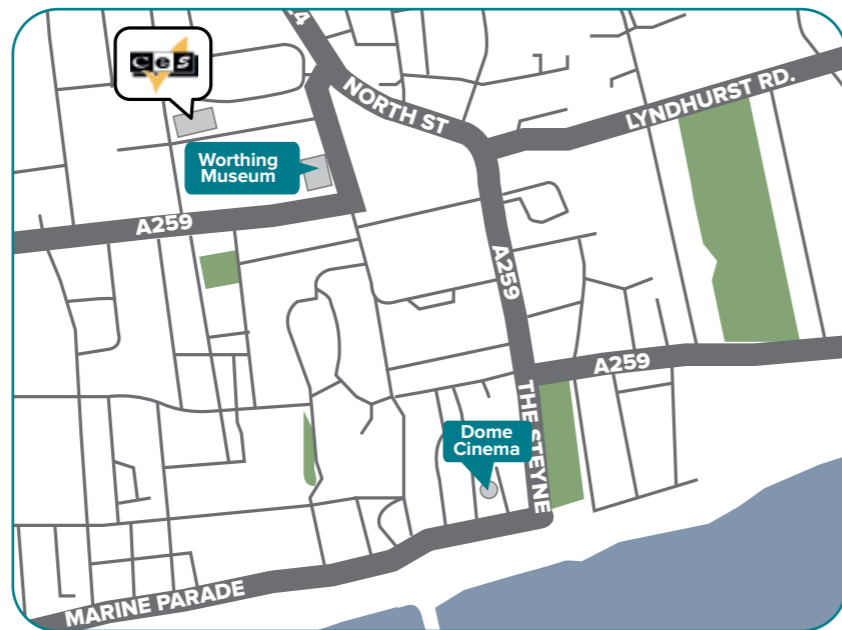 CeS
NORTH ST
LYNDHURST RD.
Worthing
Museum
A259
A259
A259
THE STEYNE
Dome
Cinema
MARINE PARADE